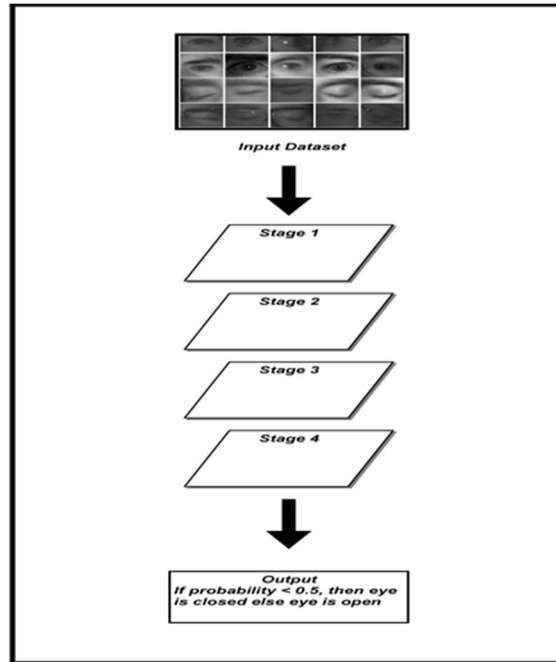 Input Dataset
Stage 1
Stage 2
Stage 3
Stage 4
Output
If probability < 0.5, then eye
is closed else eye is open